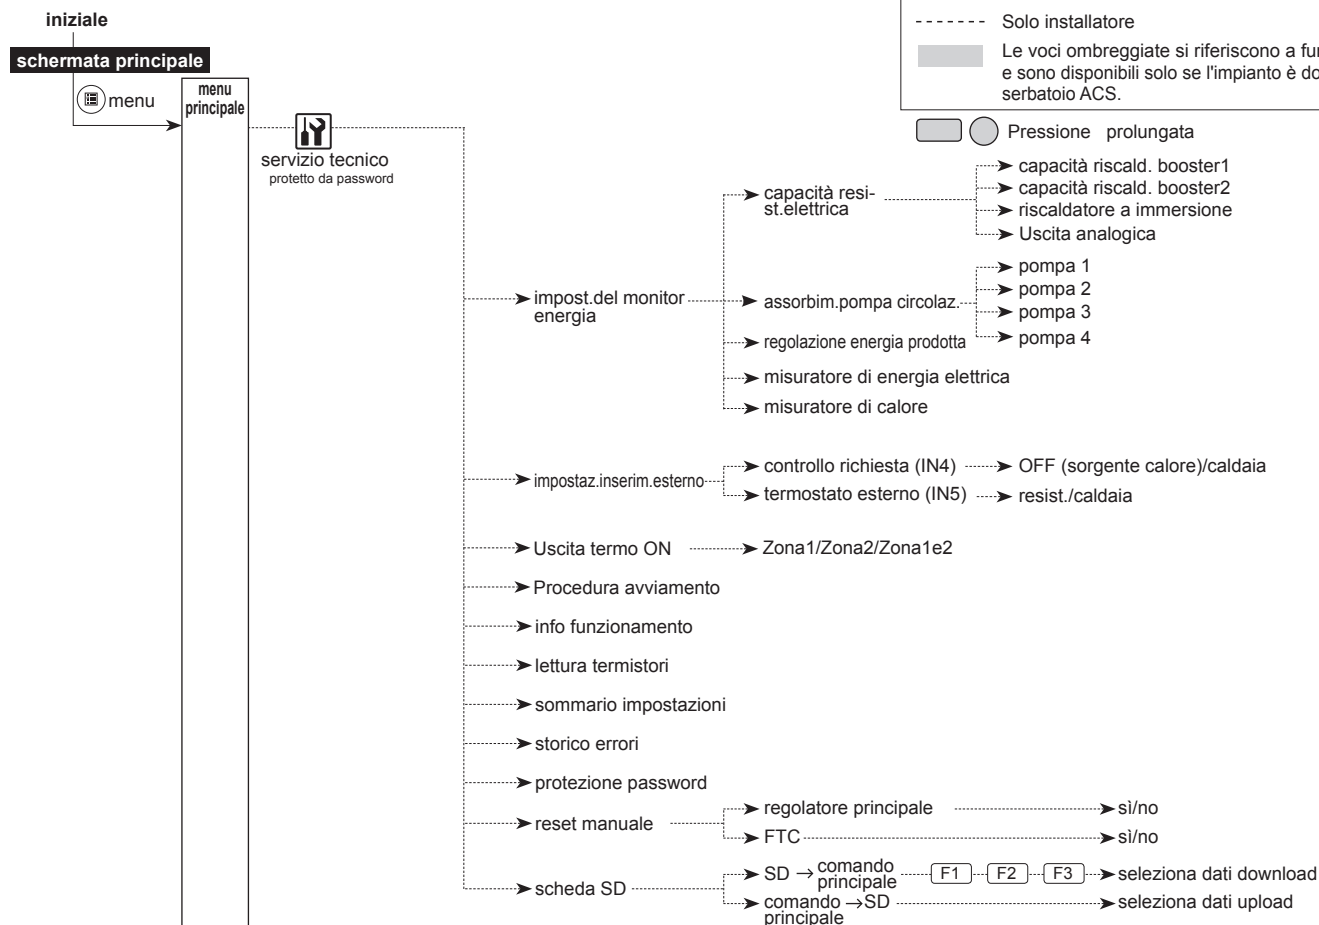 iniziale
schermata principale
menu
menu
principale
servizio tecnico
protetto da password
Solo installatore
Le voci ombreggiate si riferiscono a
e sono disponibili solo se l'impianto è
serbatoio ACS.
Pressione prolungata
impost.del monitor
energia
capacità resi-
st.elettrica
capacità riscald. booster1
capacità riscald. booster2
riscaldatore a immersione
Uscita analogica
assorbim.pompa circolaz.
pompa 1
pompa 2
pompa 3
pompa 4
regolazione energia prodotta
misuratore di energia elettrica
misuratore di calore
impostaz.inserim.esterno
controllo richiesta (IN4)
OFF (sorgente calore)/caldaia
termostato esterno (IN5)
resist./caldaia
Uscita termo ON
Zona1/Zona2/Zona1e2
Procedura avviamento
info funzionamento
lettura termistori
sommario impostazioni
storico errori
protezione password
reset manuale
regolatore principale
sì/no
FTC
sì/no
scheda SD
SD → comando
principale
F1 F2 F3
seleziona dati download
comando →SD
principale
seleziona dati upload